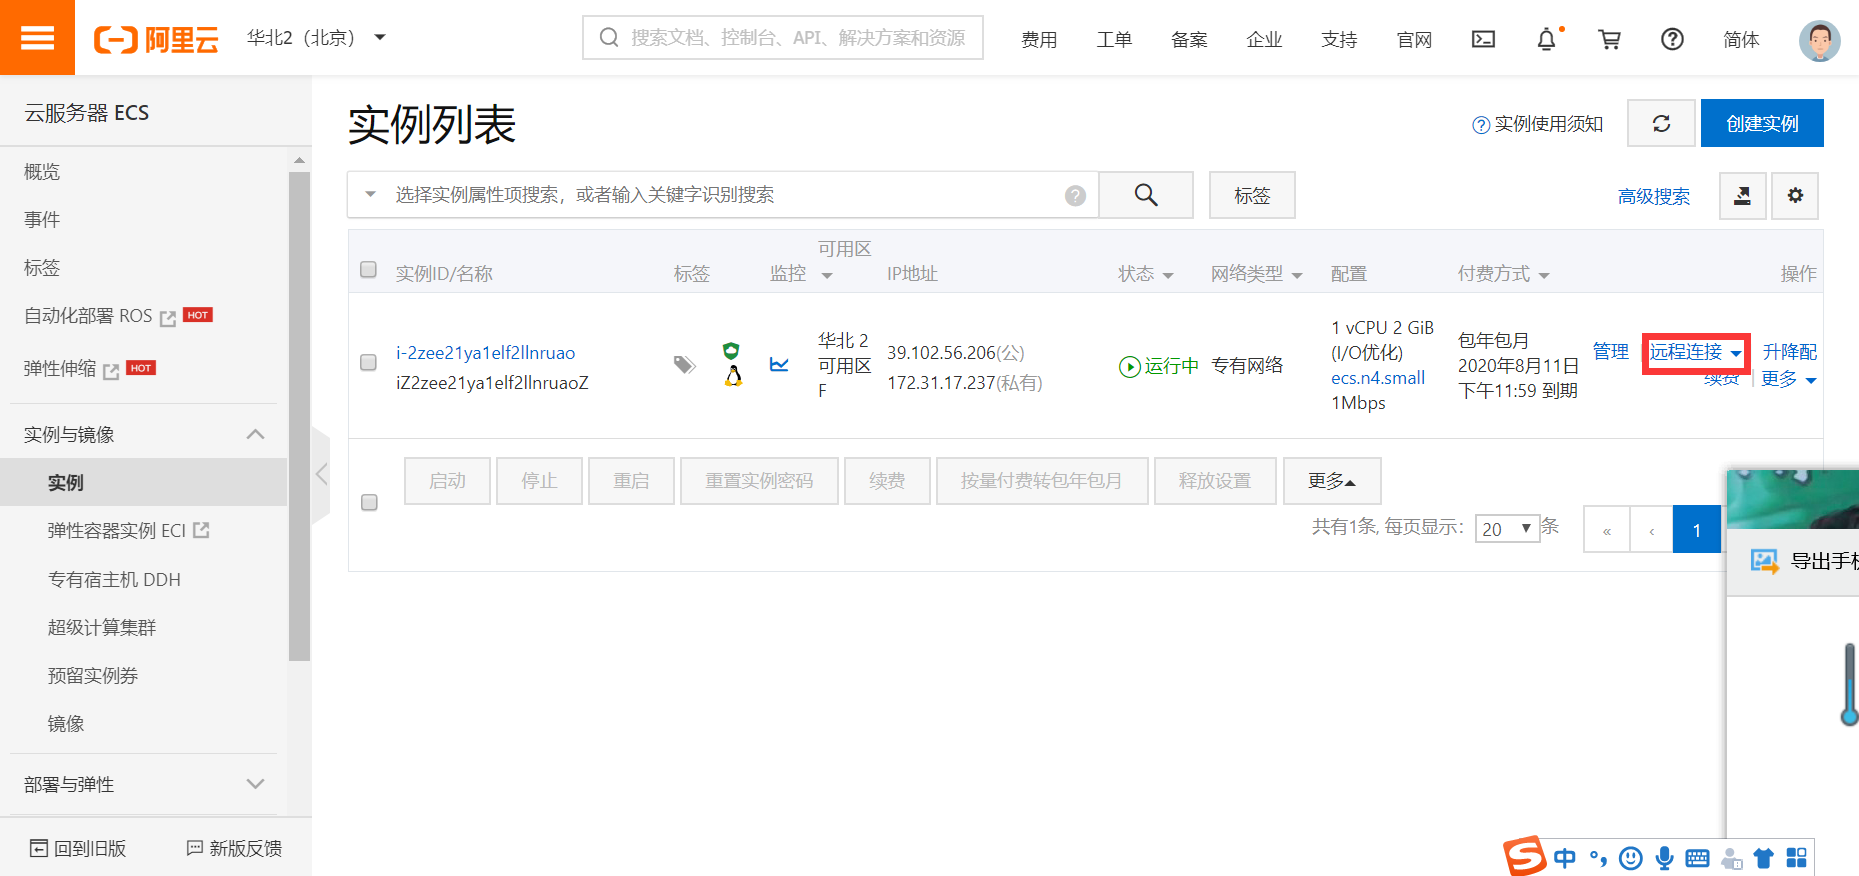 阿里云
华北2（北京）
搜索文档、控制台、API、解决方案和资源
费用
工单
备案
企业
支持
官网
简体
云服务器 ECS
概览
事件
标签
自动化部署 ROS HOT
弹性伸缩 HOT
实例与镜像
实例
弹性容器实例 ECI
专有宿主机 DDH
超级计算集群
预留实例券
镜像
部署与弹性
回到旧版
新版反馈
实例列表
实例使用须知
创建实例
选择实例属性项搜索，或者输入关键字识别搜索
标签
高级搜索
实例ID/名称
标签
监控
可用区
IP地址
状态
网络类型
配置
付费方式
操作
i-2zee21ya1elf2llnruao
iZ2zee21ya1elf2llnruaoZ
华北 2
可用区
F
39.102.56.206(公)
172.31.17.237(私有)
运行中
专有网络
1 vCPU 2 GiB
(I/O优化)
ecs.n4.small
1Mbps
包年包月
2020年8月11日
下午11:59 到期
管理
远程连接
升降配
续费
更多
启动
停止
重启
重置实例密码
续费
按量付费转包年包月
释放设置
更多
共有1条, 每页显示：
20
条
«
‹
1
导出手机
S 中